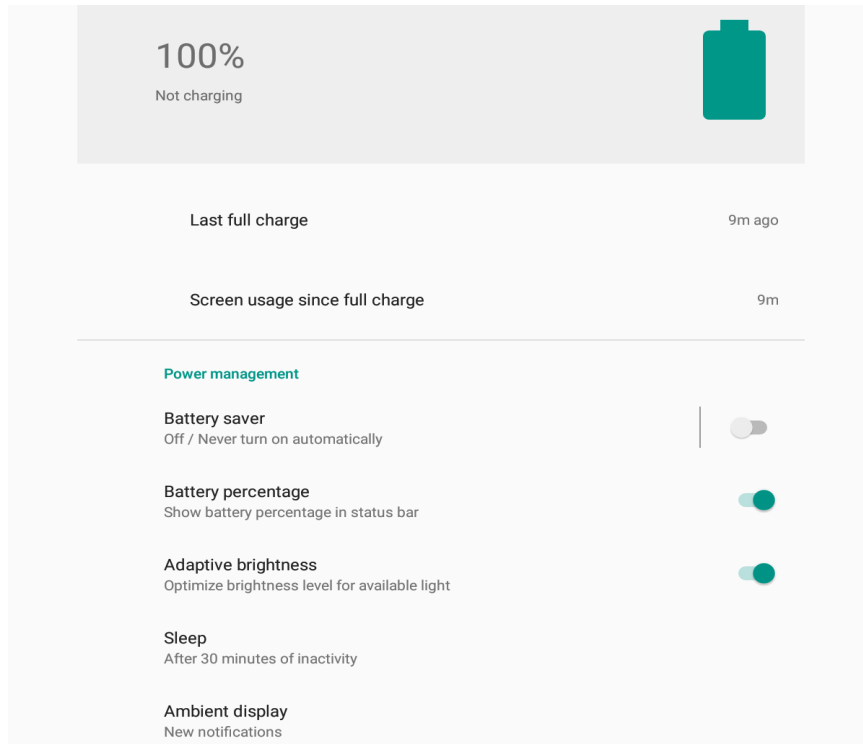 100%
Not charging
Last full charge
9m ago
Screen usage since full charge
9m
Power management
Battery saver
Off / Never turn on automatically
Battery percentage
Show battery percentage in status bar
Adaptive brightness
Optimize brightness level for available light
Sleep
After 30 minutes of inactivity
Ambient display
New notifications